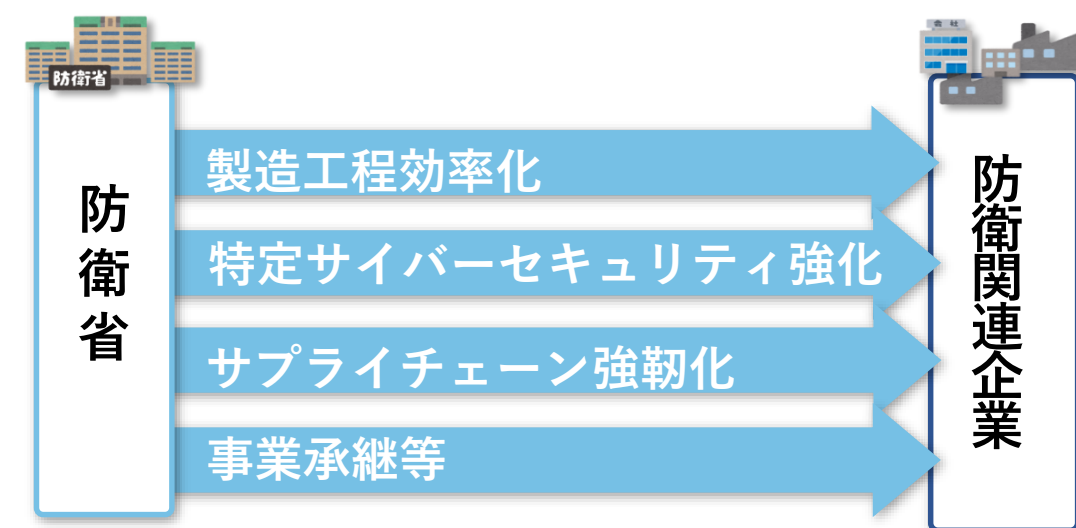 防衛省
会社
防衛省
製造工程効率化
特定サイバーセキュリティ強化
サプライチェーン強靭化
事業承継等
防衛関連企業